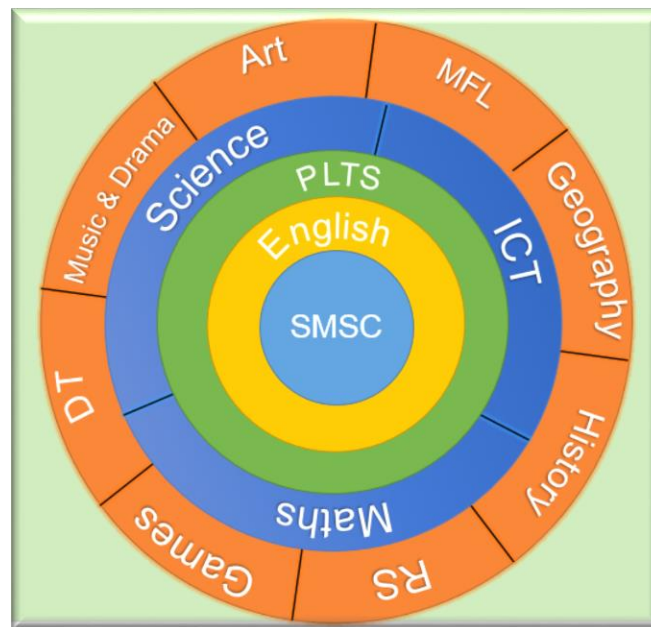 Art
MFL
Geography
History
RS
Games
DT
Music & Drama
Science
ICT
Maths
PLTS
English
SMSC